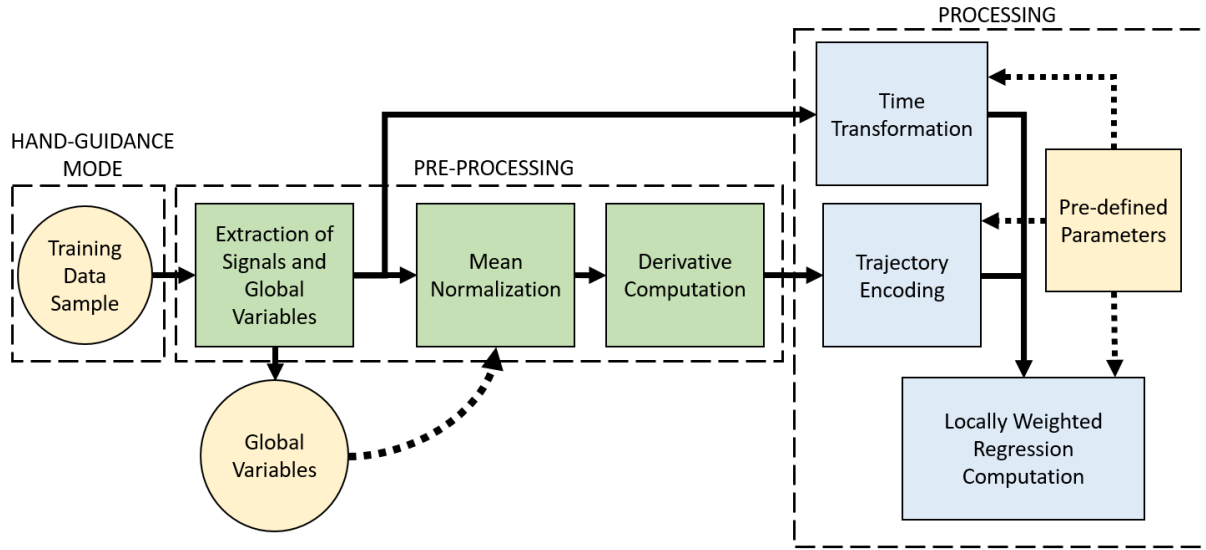 PROCESSING
Time
Transformation
HAND-GUIDANCE
MODE
PRE-PROCESSING
Training
Data
Sample
Extraction of
Signals and
Global
Variables
Mean
Normalization
Derivative
Computation
Trajectory
Encoding
Pre-defined
Parameters
Global
Variables
Locally Weighted
Regression
Computation